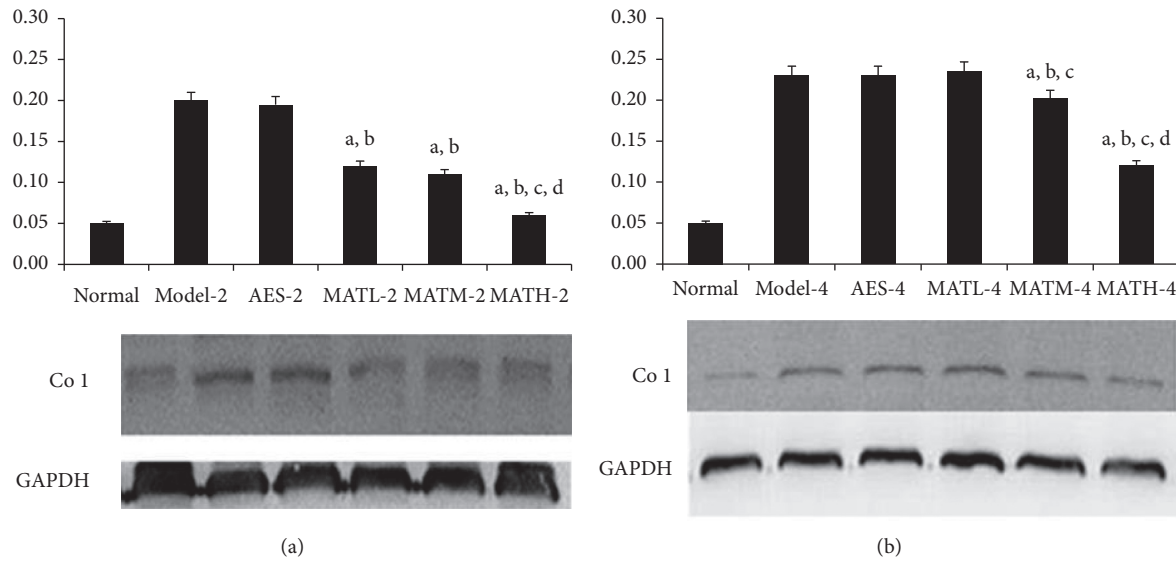 0.30
0.25
0.20
0.15
0.10
0.05
0.00
a, b
a, b
a, b, c, d
Normal Model-2 AES-2 MATL-2 MATM-2 MATH-2
Co 1
GAPDH
(a)
0.30
0.25
0.20
0.15
0.10
0.05
0.00
a, b, c
a, b, c, d
Normal Model-4 AES-4 MATL-4 MATM-4 MATH-4
Co 1
GAPDH
(b)